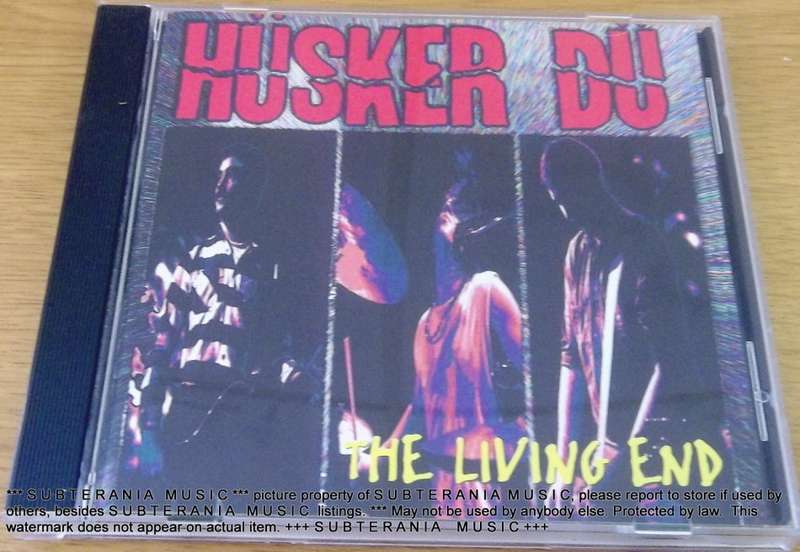 HÜSKER DÜ
THE LIVING END
*** S U B T E R A N I A   M U S I C *** picture property of S U B T E R A N I A  M U S I C, please report to store if used by
others, besides S U B T E R A N I A   M U S I C  listings. *** May not be used by anybody else. Protected by law.  This
watermark does not appear on actual item. +++ S U B T E R A N I A    M U S I C +++